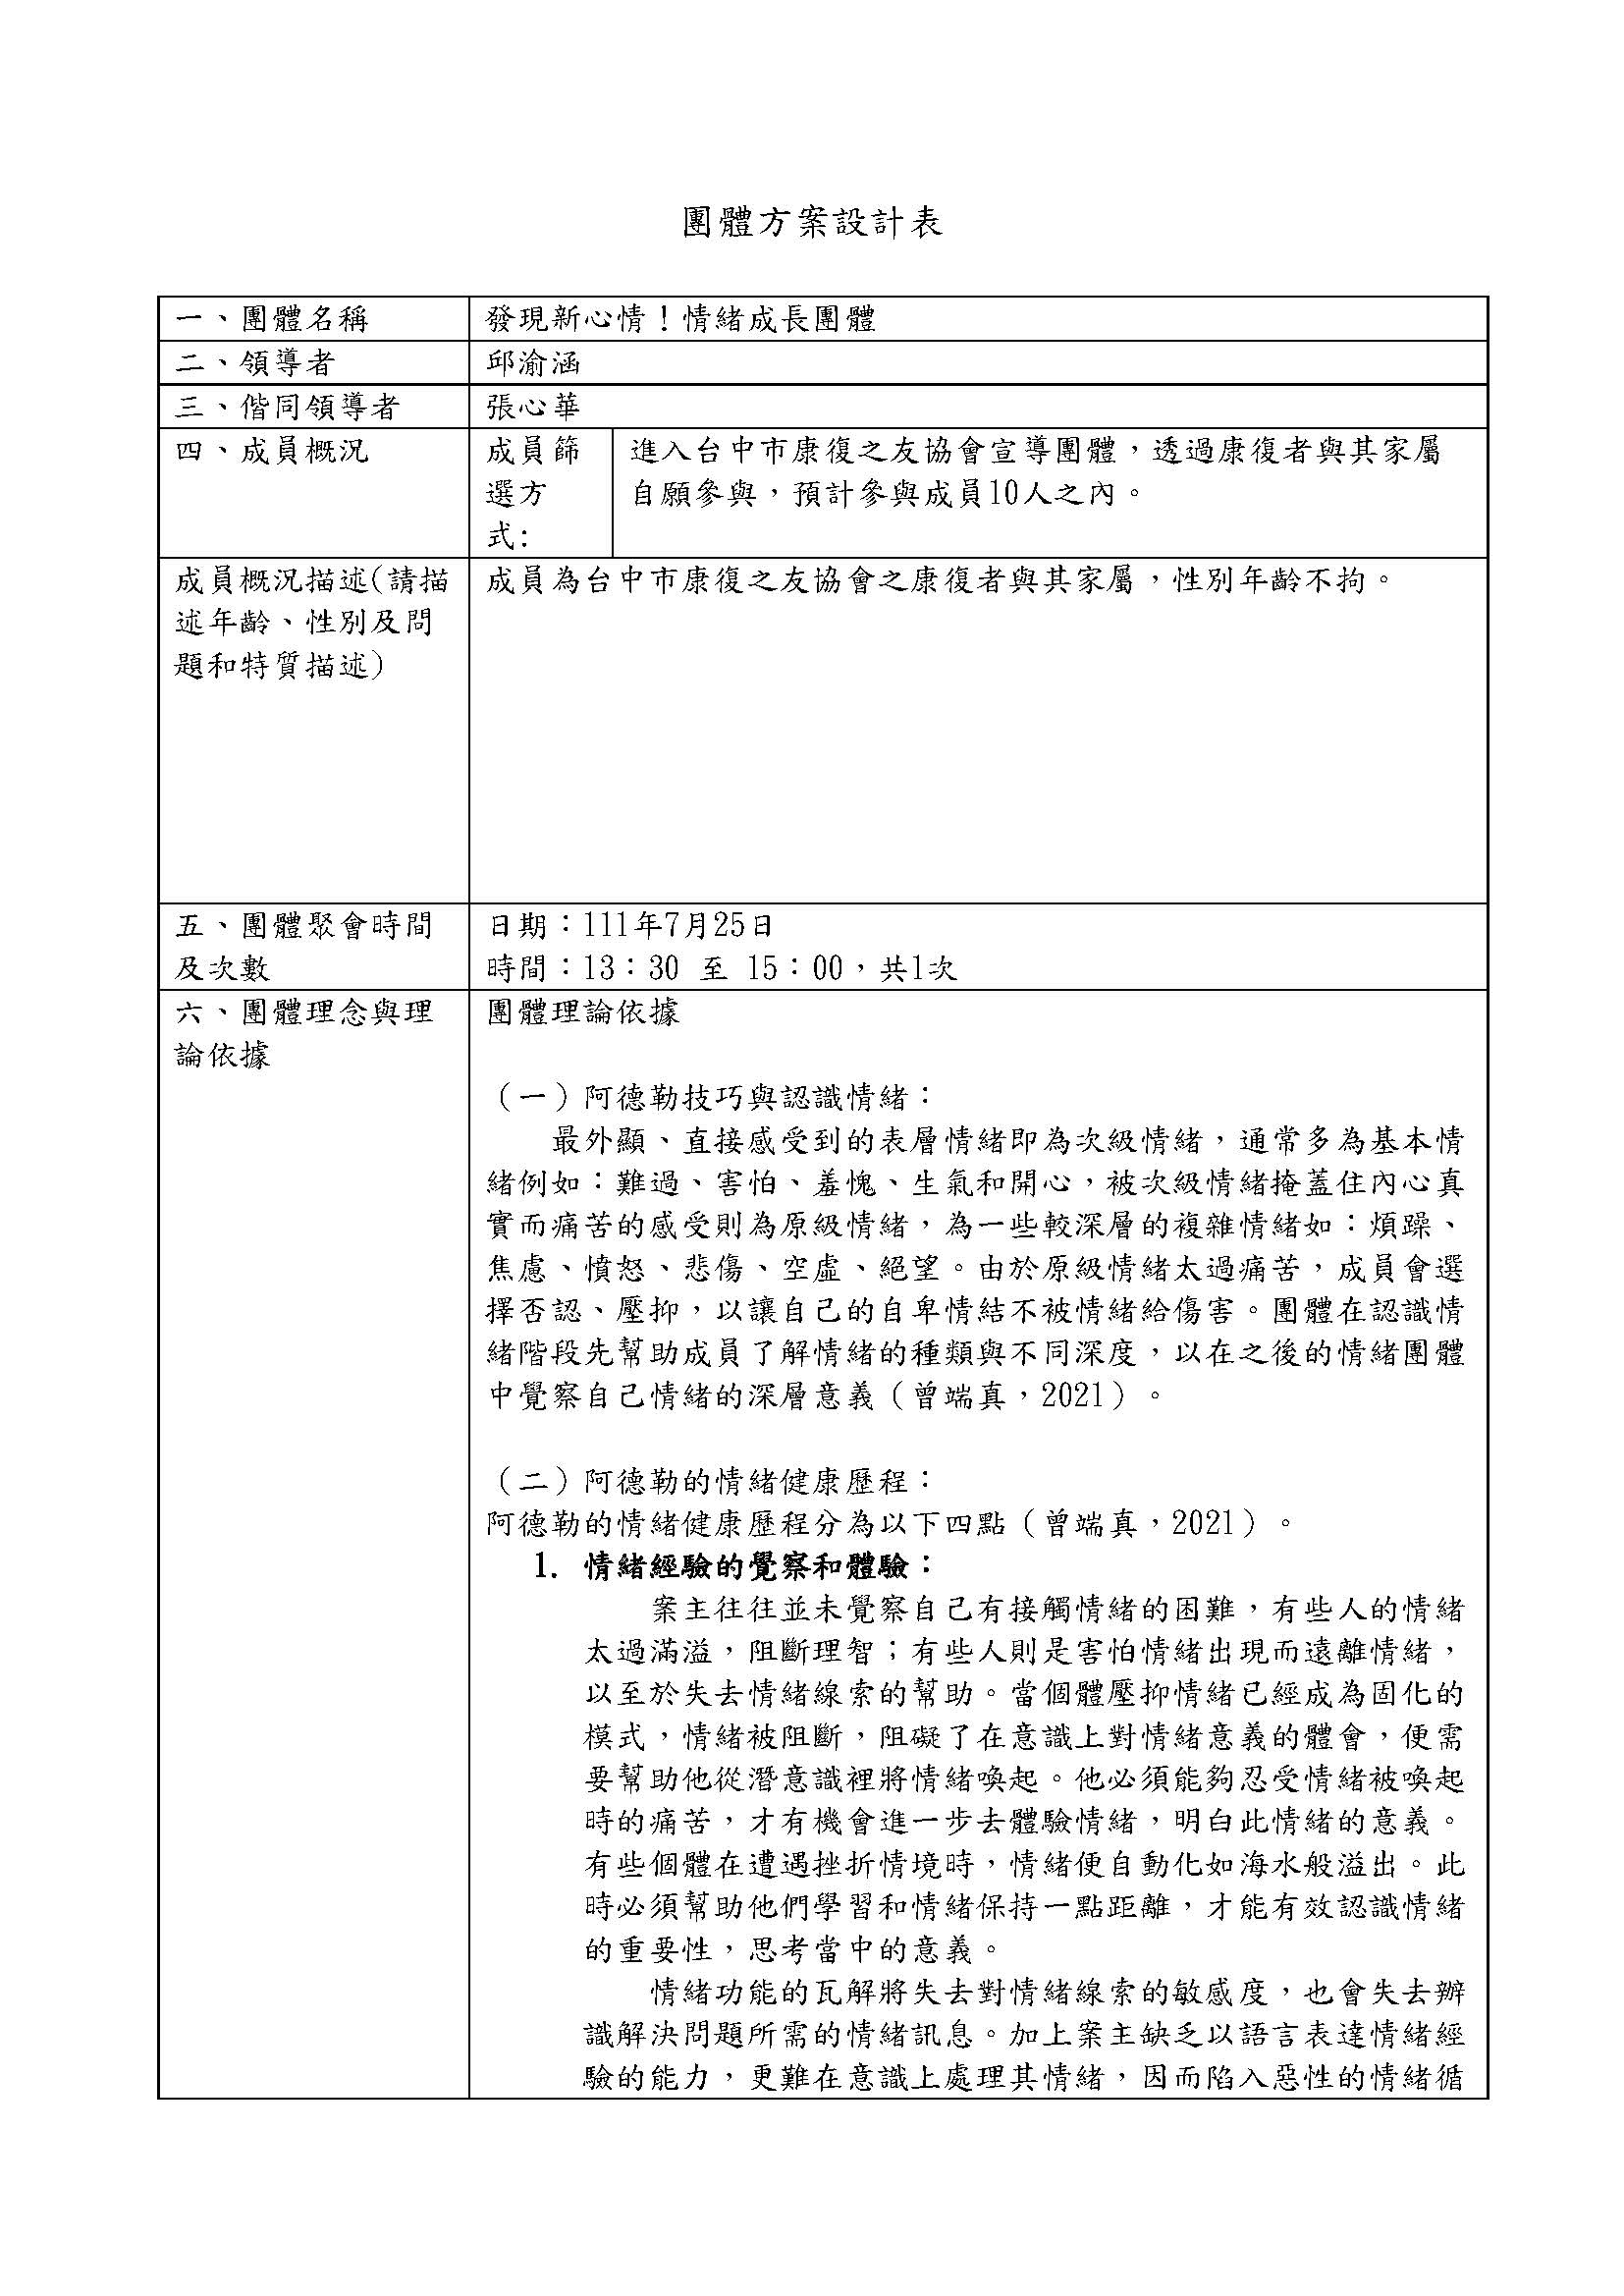 團體方案設計表
一、團體名稱
發現新心情！情緒成長團體
二、領導者
邱渝涵
三、偕同領導者
張心華
四、成員概況
成員篩
選方
式:
進入台中市康復之友協會宣導團體，透過康復者與其家屬
自願參與，預計參與成員10人之內。
成員概況描述(請描
述年齡、性別及問
題和特質描述)
成員為台中市康復之友協會之康復者與其家屬，性別年齡不拘。
五、團體聚會時間
及次數
日期：111年7月25日
時間：13：30 至 15：00，共1次
六、團體理念與理
論依據
團體理論依據
（一）阿德勒技巧與認識情緒：
最外顯、直接感受到的表層情緒即為次級情緒，通常多為基本情
緒例如：難過、害怕、羞愧、生氣和開心，被次級情緒掩蓋住內心真
實而痛苦的感受則為原級情緒，為一些較深層的複雜情緒如：煩躁、
焦慮、憤怒、悲傷、空虛、絕望。由於原級情緒太過痛苦，成員會選
擇否認、壓抑，以讓自己的自卑情結不被情緒給傷害。團體在認識情
緒階段先幫助成員了解情緒的種類與不同深度，以在之後的情緒團體
中覺察自己情緒的深層意義（曾端真，2021）。
（二）阿德勒的情緒健康歷程：
阿德勒的情緒健康歷程分為以下四點（曾端真，2021）。
1. 情緒經驗的覺察和體驗：
案主往往並未覺察自己有接觸情緒的困難，有些人的情緒
太過滿溢，阻斷理智；有些人則是害怕情緒出現而遠離情緒，
以至於失去情緒線索的幫助。當個體壓抑情緒已經成為固化的
模式，情緒被阻斷，阻礙了在意識上對情緒意義的體會，便需
要幫助他從潛意識裡將情緒喚起。他必須能夠忍受情緒被喚起
時的痛苦，才有機會進一步去體驗情緒，明白此情緒的意義。
有些個體在遭遇挫折情境時，情緒便自動化如海水般溢出。此
時必須幫助他們學習和情緒保持一點距離，才能有效認識情緒
的重要性，思考當中的意義。
情緒功能的瓦解將失去對情緒線索的敏感度，也會失去辨
識解決問題所需的情緒訊息。加上案主缺乏以語言表達情緒經
驗的能力，更難在意識上處理其情緒，因而陷入惡性的情緒循